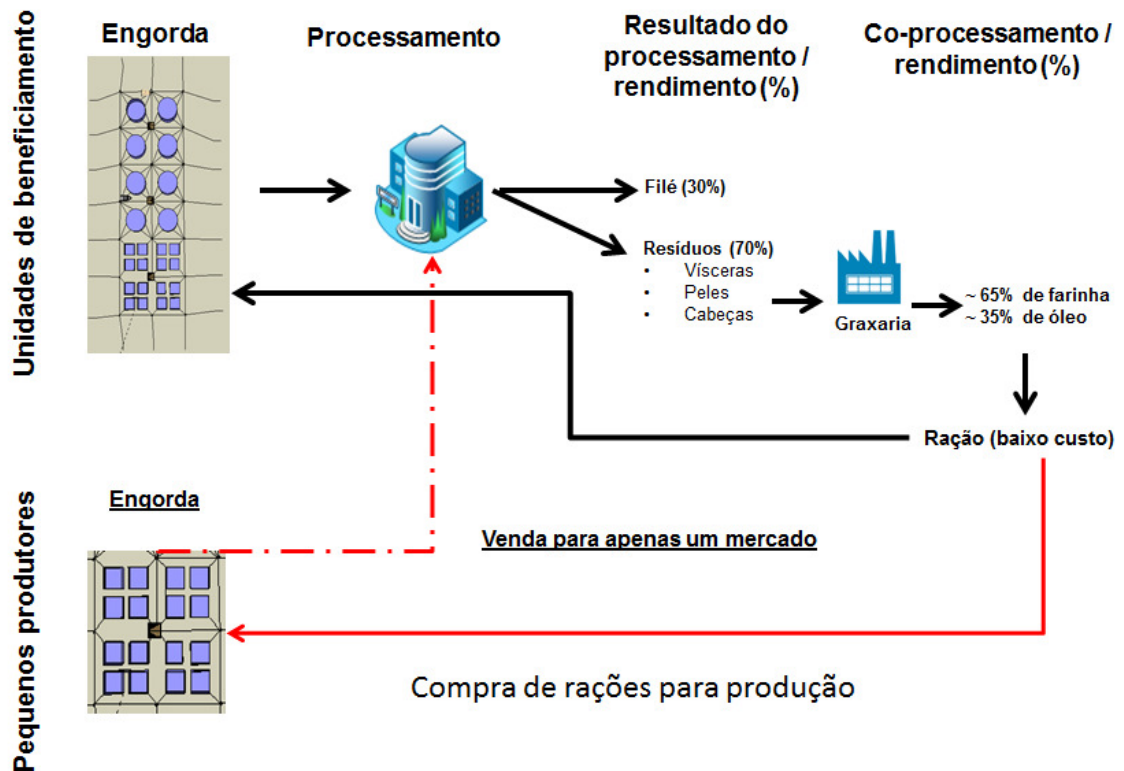 Unidades de beneficiamento
Engorda
Processamento
Resultado do
processamento /
rendimento (%)
Co-processamento /
rendimento (%)
Filé (30%)
Resíduos (70%)
• Vísceras
• Peles
• Cabeças
Graxaria
~ 65% de farinha
~ 35% de óleo
Ração (baixo custo)
Pequenos produtores
Engorda
Venda para apenas um mercado
Compra de rações para produção